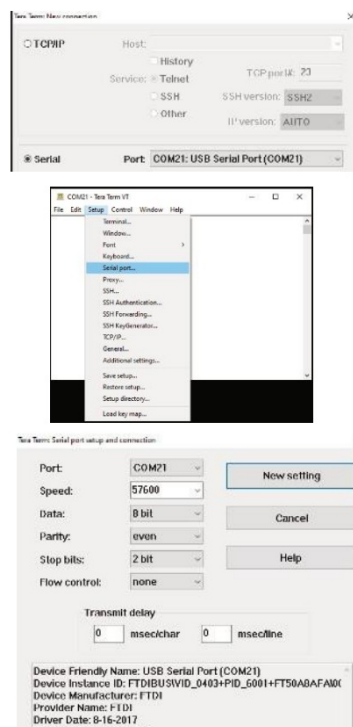 Tera Term: New connection
TCP/IP Host:
History
Service: Telnet TCP port#: 23
SSH SSH version: SSH2
Other IP version: AUTO
Serial Port: COM21: USB Serial Port (COM21)
COM21 - Tera Term VT
File Edit Setup Control Window Help
Terminal...
Window...
Font
Keyboard...
Serial port...
Proxy...
SSH...
SSH Authentication...
SSH Forwarding...
SSH KeyGenerator...
TCP/IP...
General...
Additional settings...
Save setup...
Restore setup...
Setup directory...
Load key map...
Tera Term: Serial port setup and connection
Port: COM21 New setting
Speed: 57600
Data: 8 bit Cancel
Parity: even
Stop bits: 2 bit Help
Flow control: none
Transmit delay
0 msec/char 0 msec/line
Device Friendly Name: USB Serial Port (COM21)
Device Instance ID: FTDIBUS\VID_0403+PID_6001+FT50A8AFA\00
Device Manufacturer: FTDI
Provider Name: FTDI
Driver Date: 8-16-2017